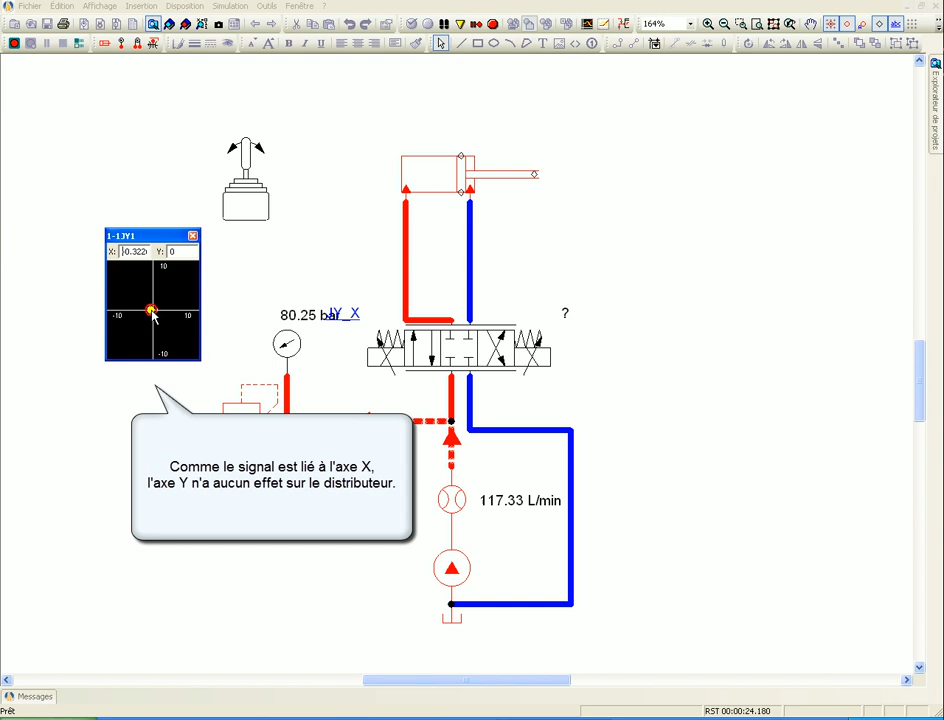 Fichier Édition Affichage Insertion Disposition Simulation Outils Fenêtre ?
164%
Explorateur de projets
1-1JY1
X: -0.322 Y: 0
10
-10 10
-10
80.25 bar
JY_X
?
Comme le signal est lié à l'axe X,
l'axe Y n'a aucun effet sur le distributeur.
117.33 L/min
Messages
Prêt
RST 00:00:24.180